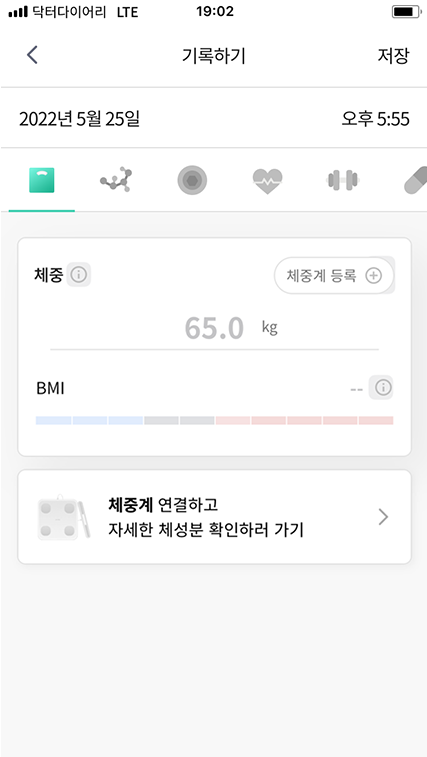 닥터다이어리 LTE 19:02
기록하기 저장
2022년 5월 25일 오후 5:55
체중 체중계 등록
65.0 kg
BMI --
체중계 연결하고
자세한 체성분 확인하러 가기